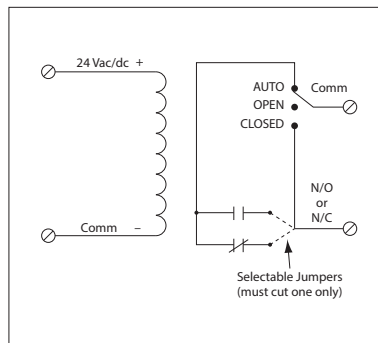 24 Vac/dc +
Comm –
AUTO
OPEN
CLOSED
Comm
N/O
or
N/C
Selectable Jumpers
(must cut one only)